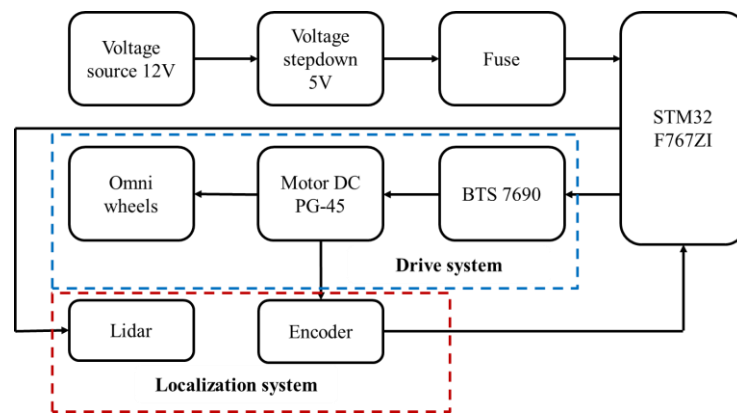 Voltage
source 12V
Voltage
stepdown
5V
Fuse
STM32
F767ZI
Omni
wheels
Motor DC
PG-45
BTS 7690
Drive system
Lidar
Encoder
Localization system